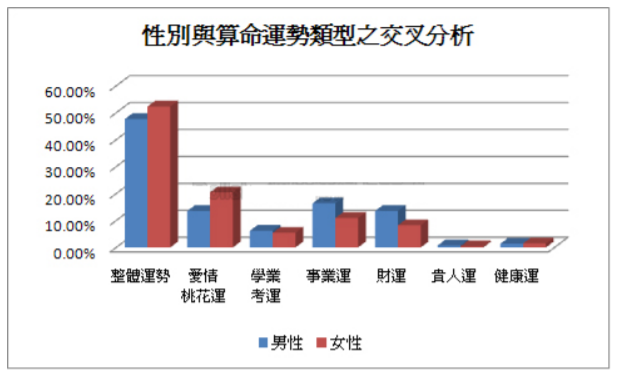 性別與算命運勢類型之交叉分析
60.00%
50.00%
40.00%
30.00%
20.00%
10.00%
0.00%
整體運勢
愛情
桃花運
學業
考運
事業運
財運
貴人運
健康運
男性
女性